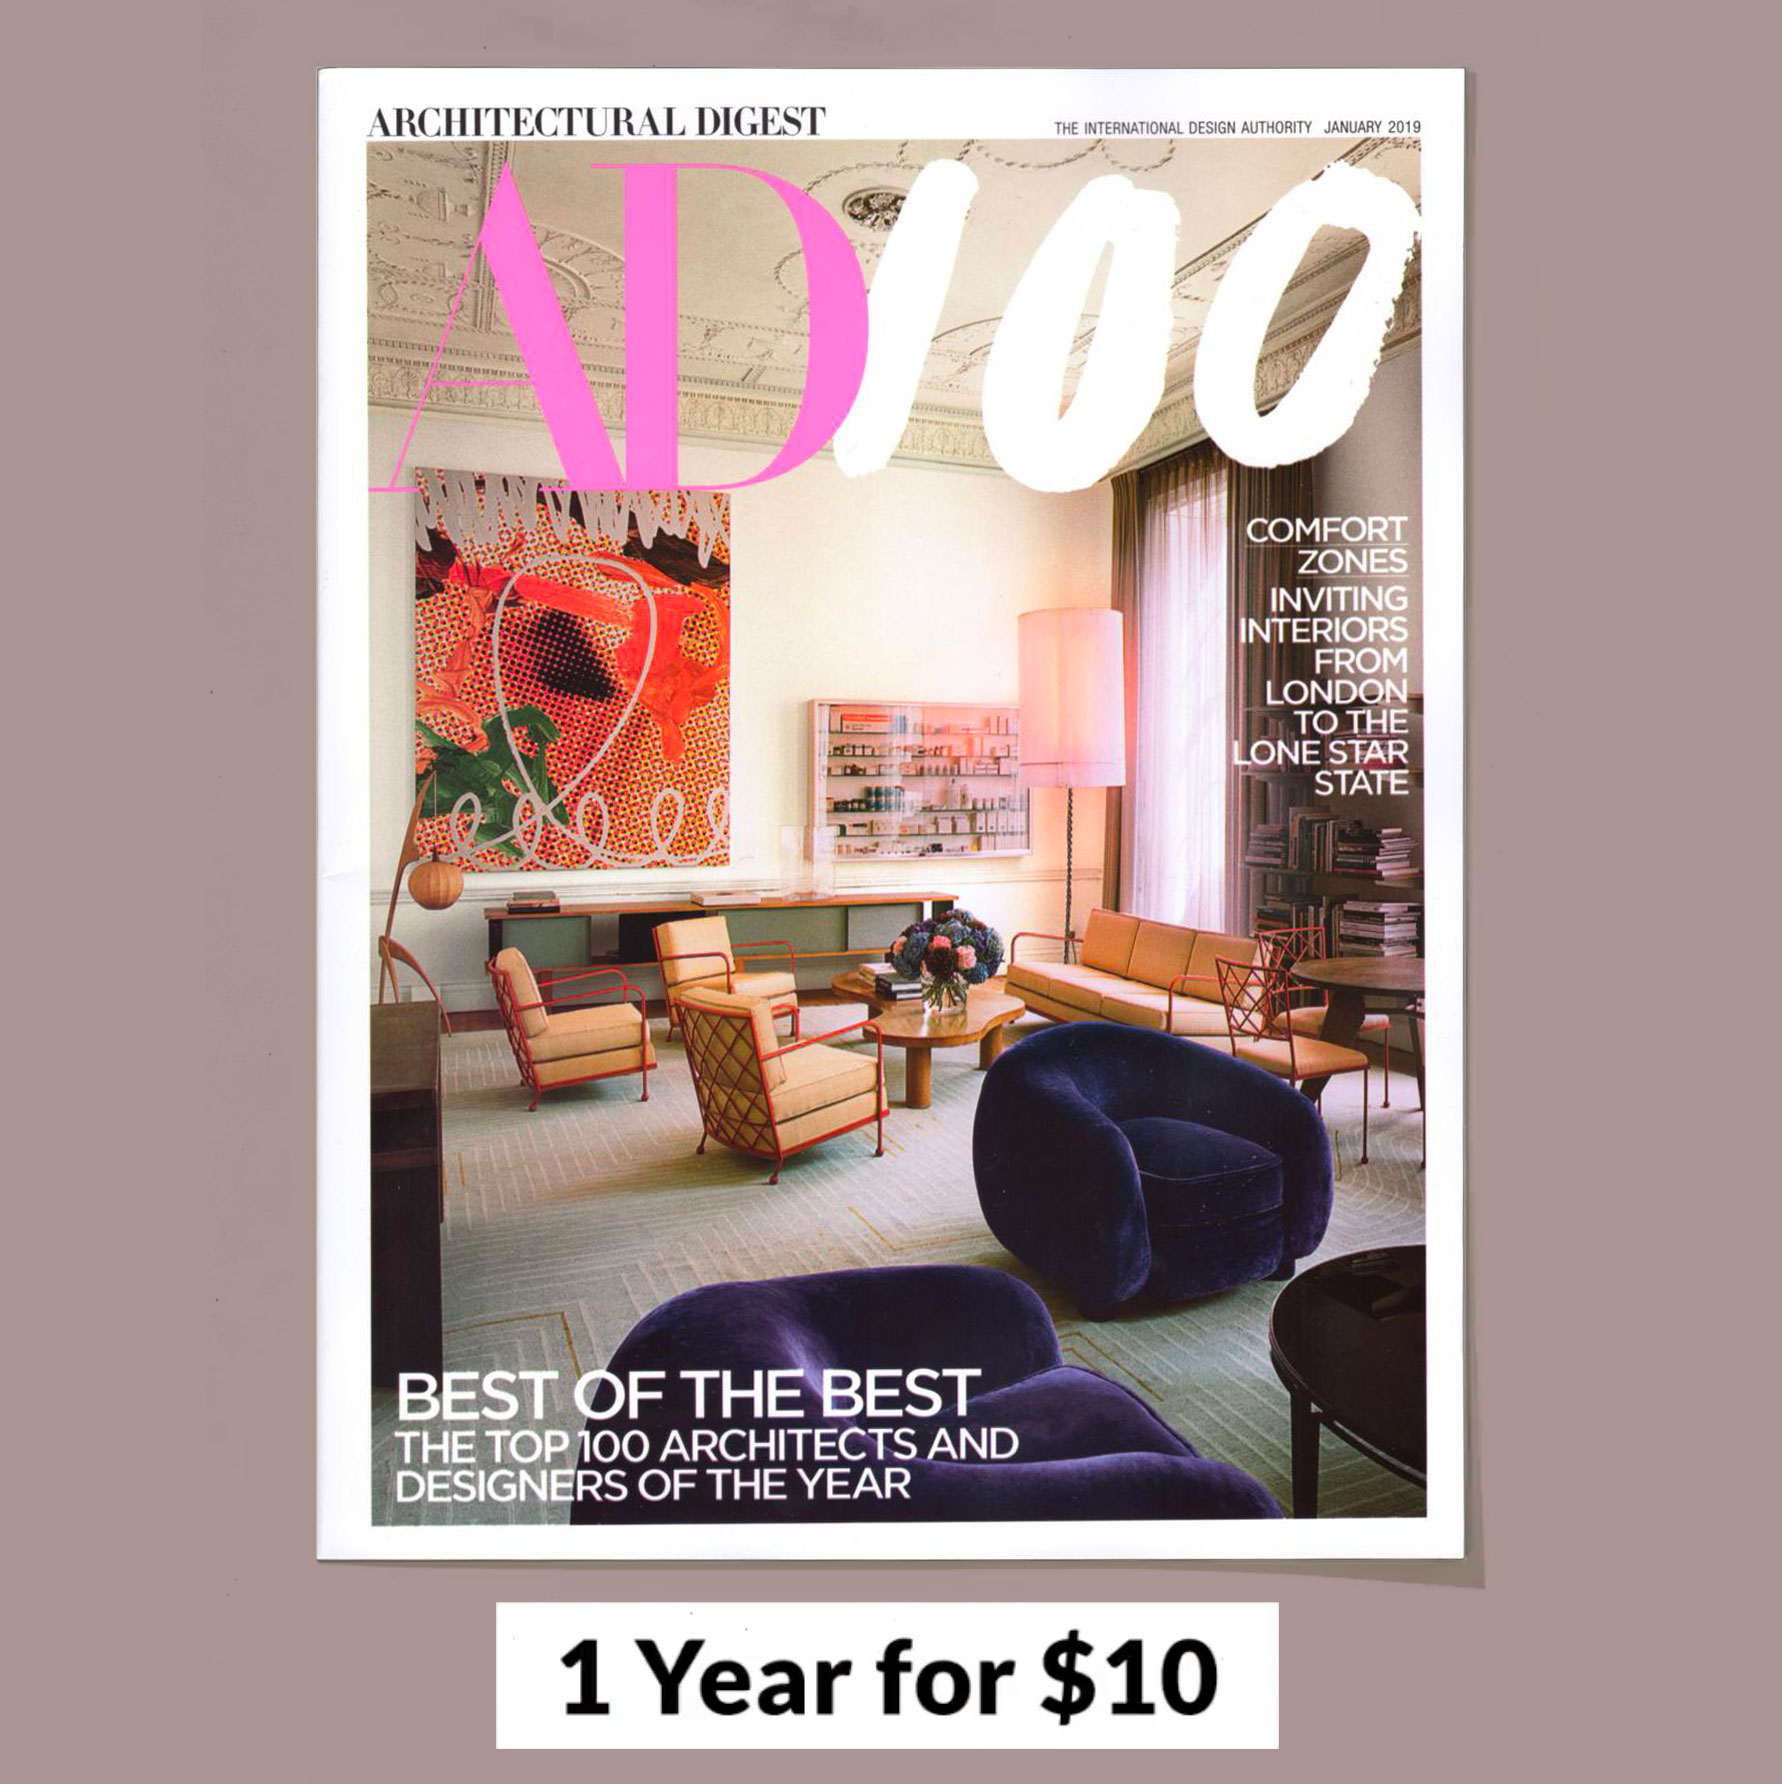 ARCHITECTURAL DIGEST
THE INTERNATIONAL DESIGN AUTHORITY JANUARY 2019
AD100
COMFORT
ZONES
INVITING
INTERIORS
FROM
LONDON
TO THE
LONE STAR
STATE
BEST OF THE BEST
THE TOP 100 ARCHITECTS AND
DESIGNERS OF THE YEAR
1 Year for $10